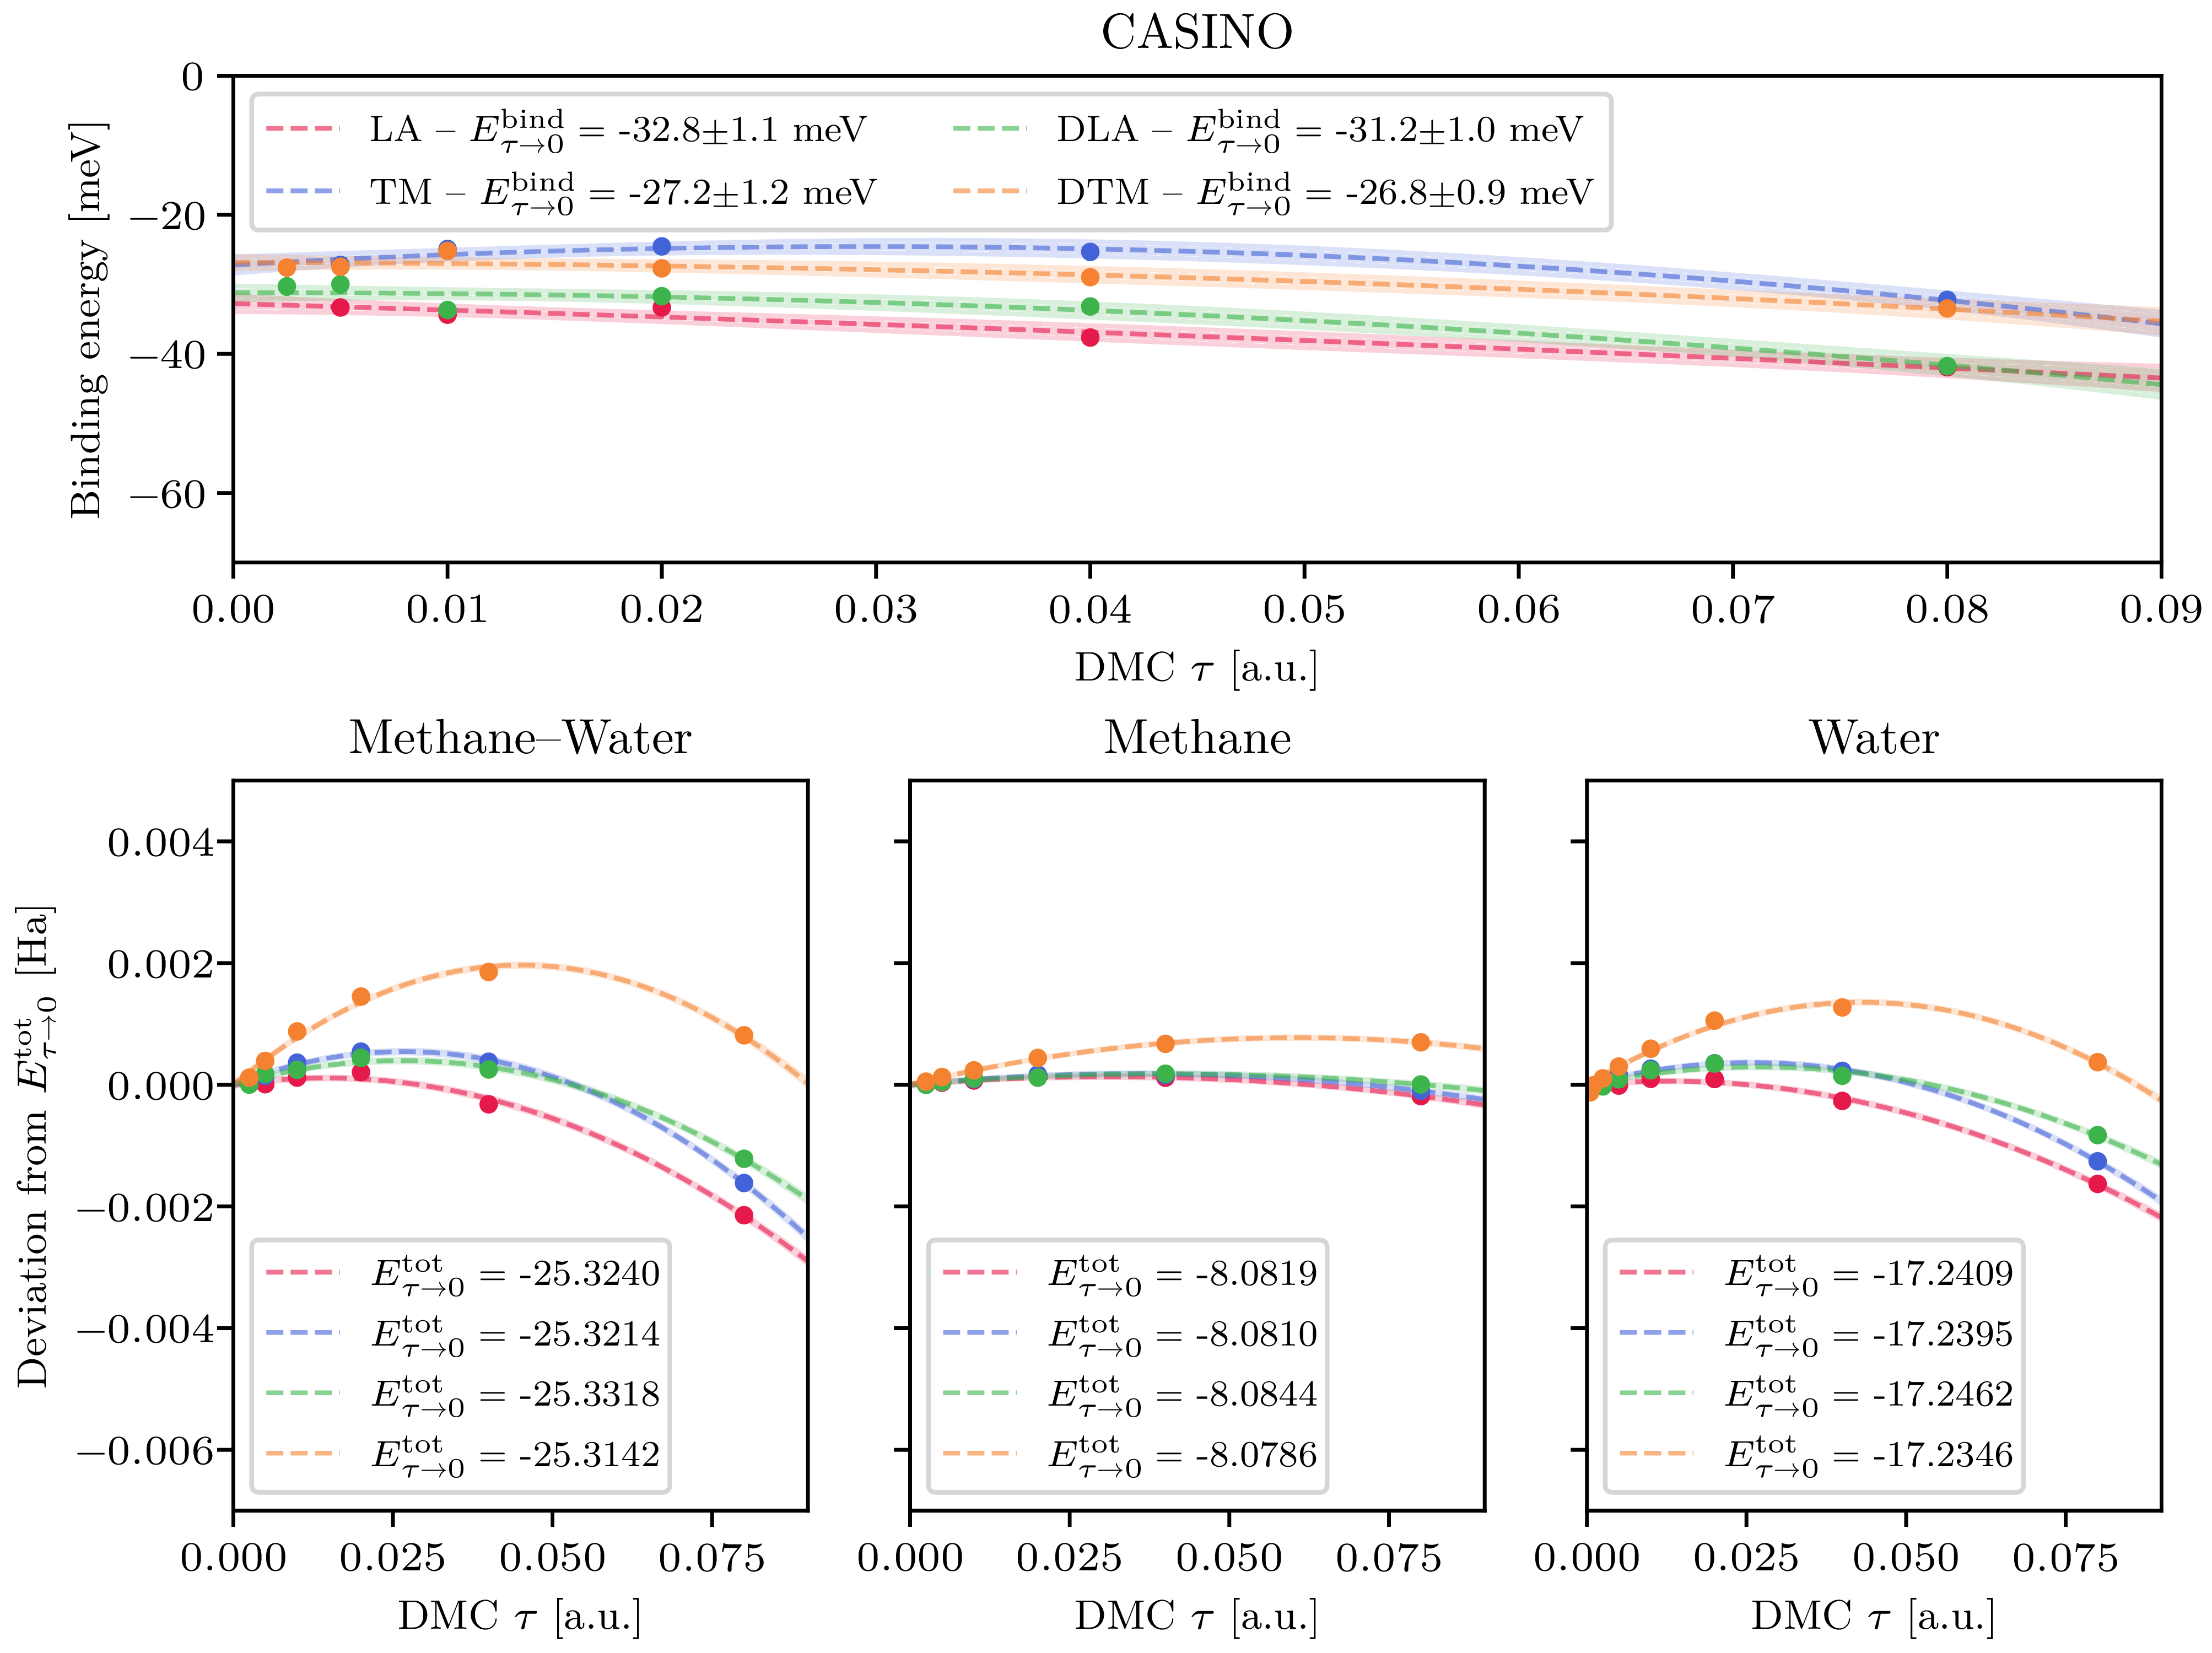 CASINO
0
−20
−40
−60
Binding energy [meV]
LA – E^bind_τ→0 = -32.8±1.1 meV
TM – E^bind_τ→0 = -27.2±1.2 meV
DLA – E^bind_τ→0 = -31.2±1.0 meV
DTM – E^bind_τ→0 = -26.8±0.9 meV
0.00 0.01 0.02 0.03 0.04 0.05 0.06 0.07 0.08 0.09
DMC τ [a.u.]
Methane–Water
Methane
Water
0.004
0.002
0.000
−0.002
−0.004
−0.006
Deviation from E^tot_τ→0 [Ha]
E^tot_τ→0 = -25.3240
E^tot_τ→0 = -25.3214
E^tot_τ→0 = -25.3318
E^tot_τ→0 = -25.3142
0.000 0.025 0.050 0.075
DMC τ [a.u.]
E^tot_τ→0 = -8.0819
E^tot_τ→0 = -8.0810
E^tot_τ→0 = -8.0844
E^tot_τ→0 = -8.0786
0.000 0.025 0.050 0.075
DMC τ [a.u.]
E^tot_τ→0 = -17.2409
E^tot_τ→0 = -17.2395
E^tot_τ→0 = -17.2462
E^tot_τ→0 = -17.2346
0.000 0.025 0.050 0.075
DMC τ [a.u.]